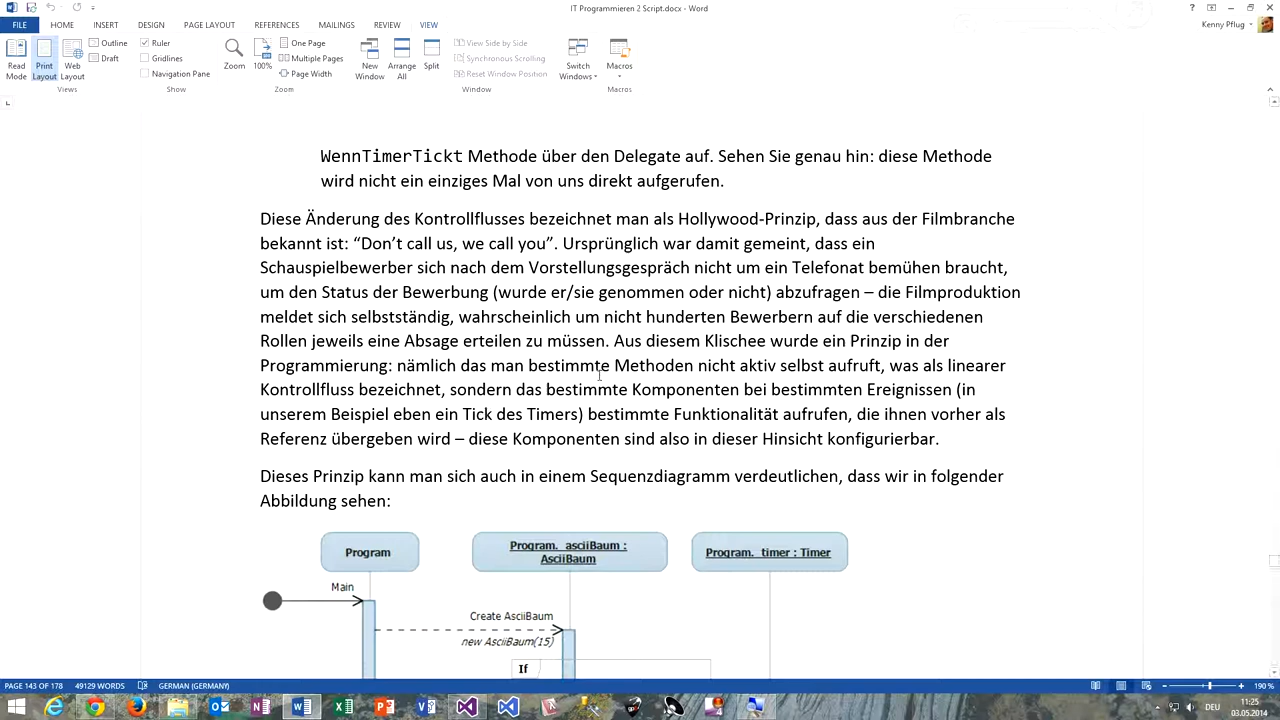 IT Programmieren 2 Script.docx - Word
FILE HOME INSERT DESIGN PAGE LAYOUT REFERENCES MAILINGS REVIEW VIEW Kenny Pflug
Read Mode
Print Layout
Web Layout
Outline
Draft
Views
Ruler
Gridlines
Navigation Pane
Show
Zoom
100%
One Page
Multiple Pages
Page Width
Zoom
New Window
Arrange All
Split
View Side by Side
Synchronous Scrolling
Reset Window Position
Window
Switch Windows
Macros
Macros
WennTimerTickt Methode über den Delegate auf. Sehen Sie genau hin: diese Methode
wird nicht ein einziges Mal von uns direkt aufgerufen.
Diese Änderung des Kontrollflusses bezeichnet man als Hollywood-Prinzip, dass aus der Filmbranche
bekannt ist: “Don’t call us, we call you”. Ursprünglich war damit gemeint, dass ein
Schauspielbewerber sich nach dem Vorstellungsgespräch nicht um ein Telefonat bemühen braucht,
um den Status der Bewerbung (wurde er/sie genommen oder nicht) abzufragen – die Filmproduktion
meldet sich selbstständig, wahrscheinlich um nicht hunderten Bewerbern auf die verschiedenen
Rollen jeweils eine Absage erteilen zu müssen. Aus diesem Klischee wurde ein Prinzip in der
Programmierung: nämlich das man bestimmte Methoden nicht aktiv selbst aufruft, was als linearer
Kontrollfluss bezeichnet, sondern das bestimmte Komponenten bei bestimmten Ereignissen (in
unserem Beispiel eben ein Tick des Timers) bestimmte Funktionalität aufrufen, die ihnen vorher als
Referenz übergeben wird – diese Komponenten sind also in dieser Hinsicht konfigurierbar.
Dieses Prinzip kann man sich auch in einem Sequenzdiagramm verdeutlichen, dass wir in folgender
Abbildung sehen:
Program
Program._asciiBaum :
AsciiBaum
Program._timer : Timer
Main
Create AsciiBaum
new AsciiBaum(15)
If
PAGE 143 OF 178 49129 WORDS GERMAN (GERMANY) 190 %
DEU
11:25
03.05.2014